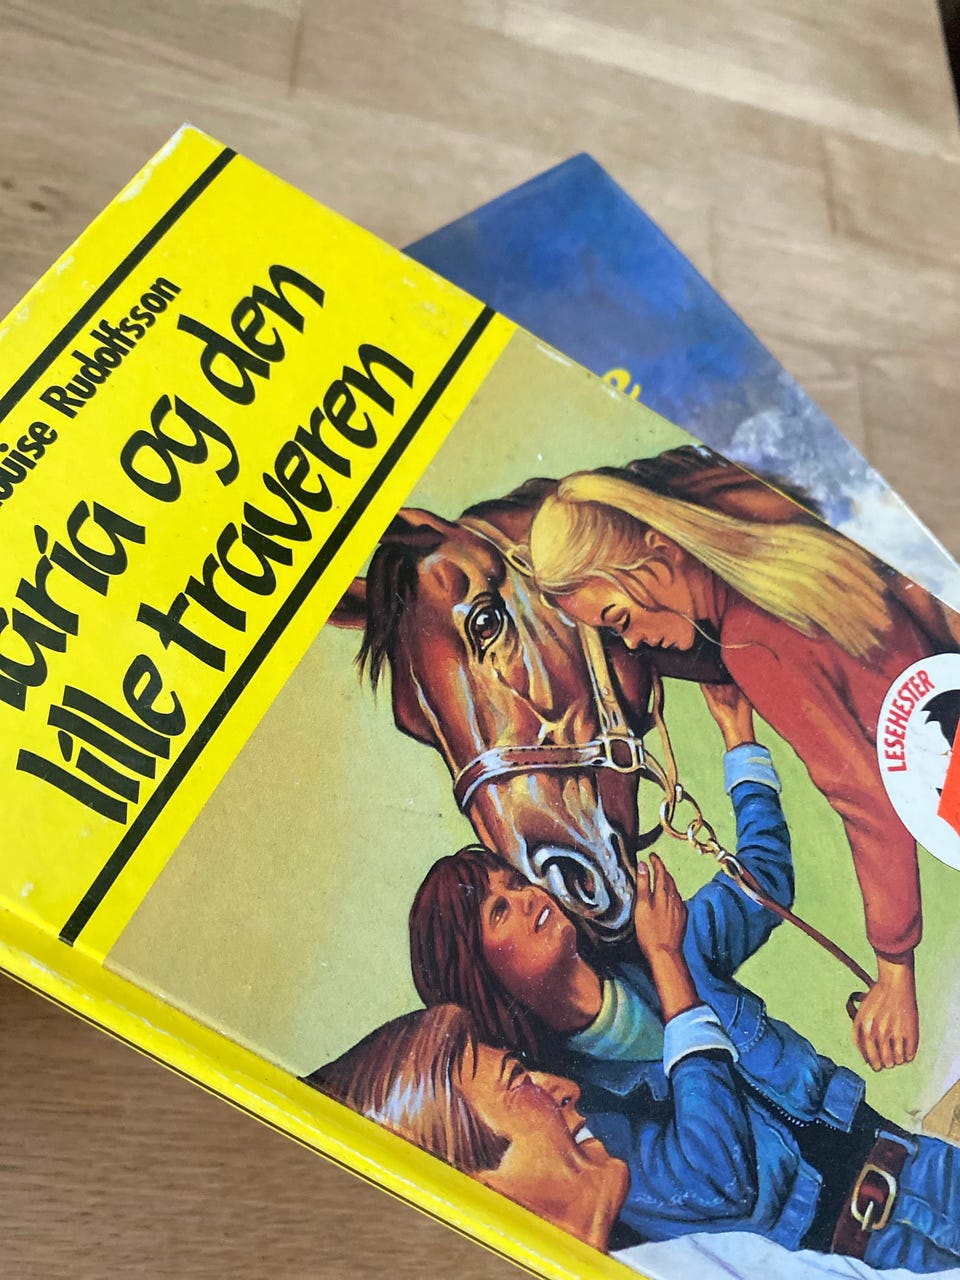 ouise Rudolfsson
aria og den
lille traveren
e
LESEHESTER